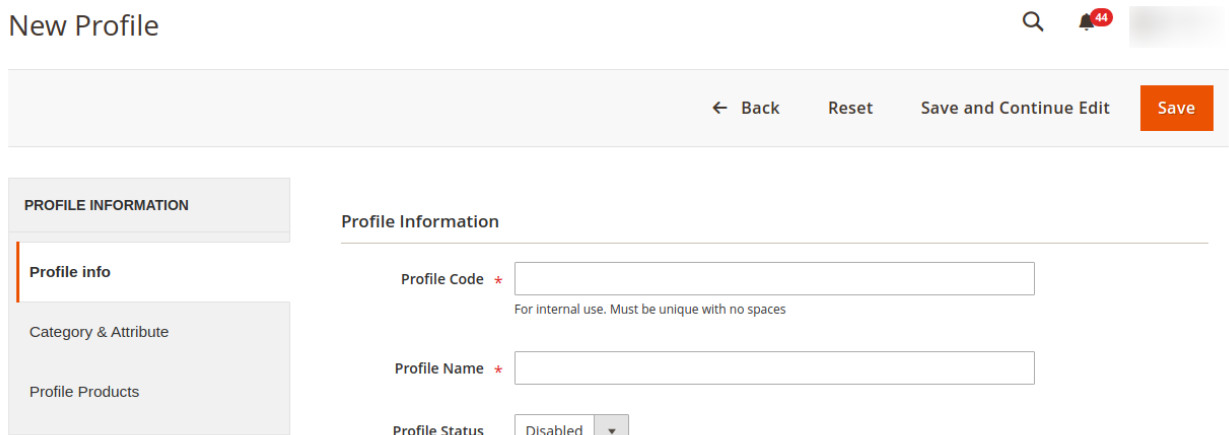 New Profile
44
← Back Reset Save and Continue Edit Save
PROFILE INFORMATION
Profile info
Category & Attribute
Profile Products
Profile Information
Profile Code *
For internal use. Must be unique with no spaces
Profile Name *
Profile Status Disabled